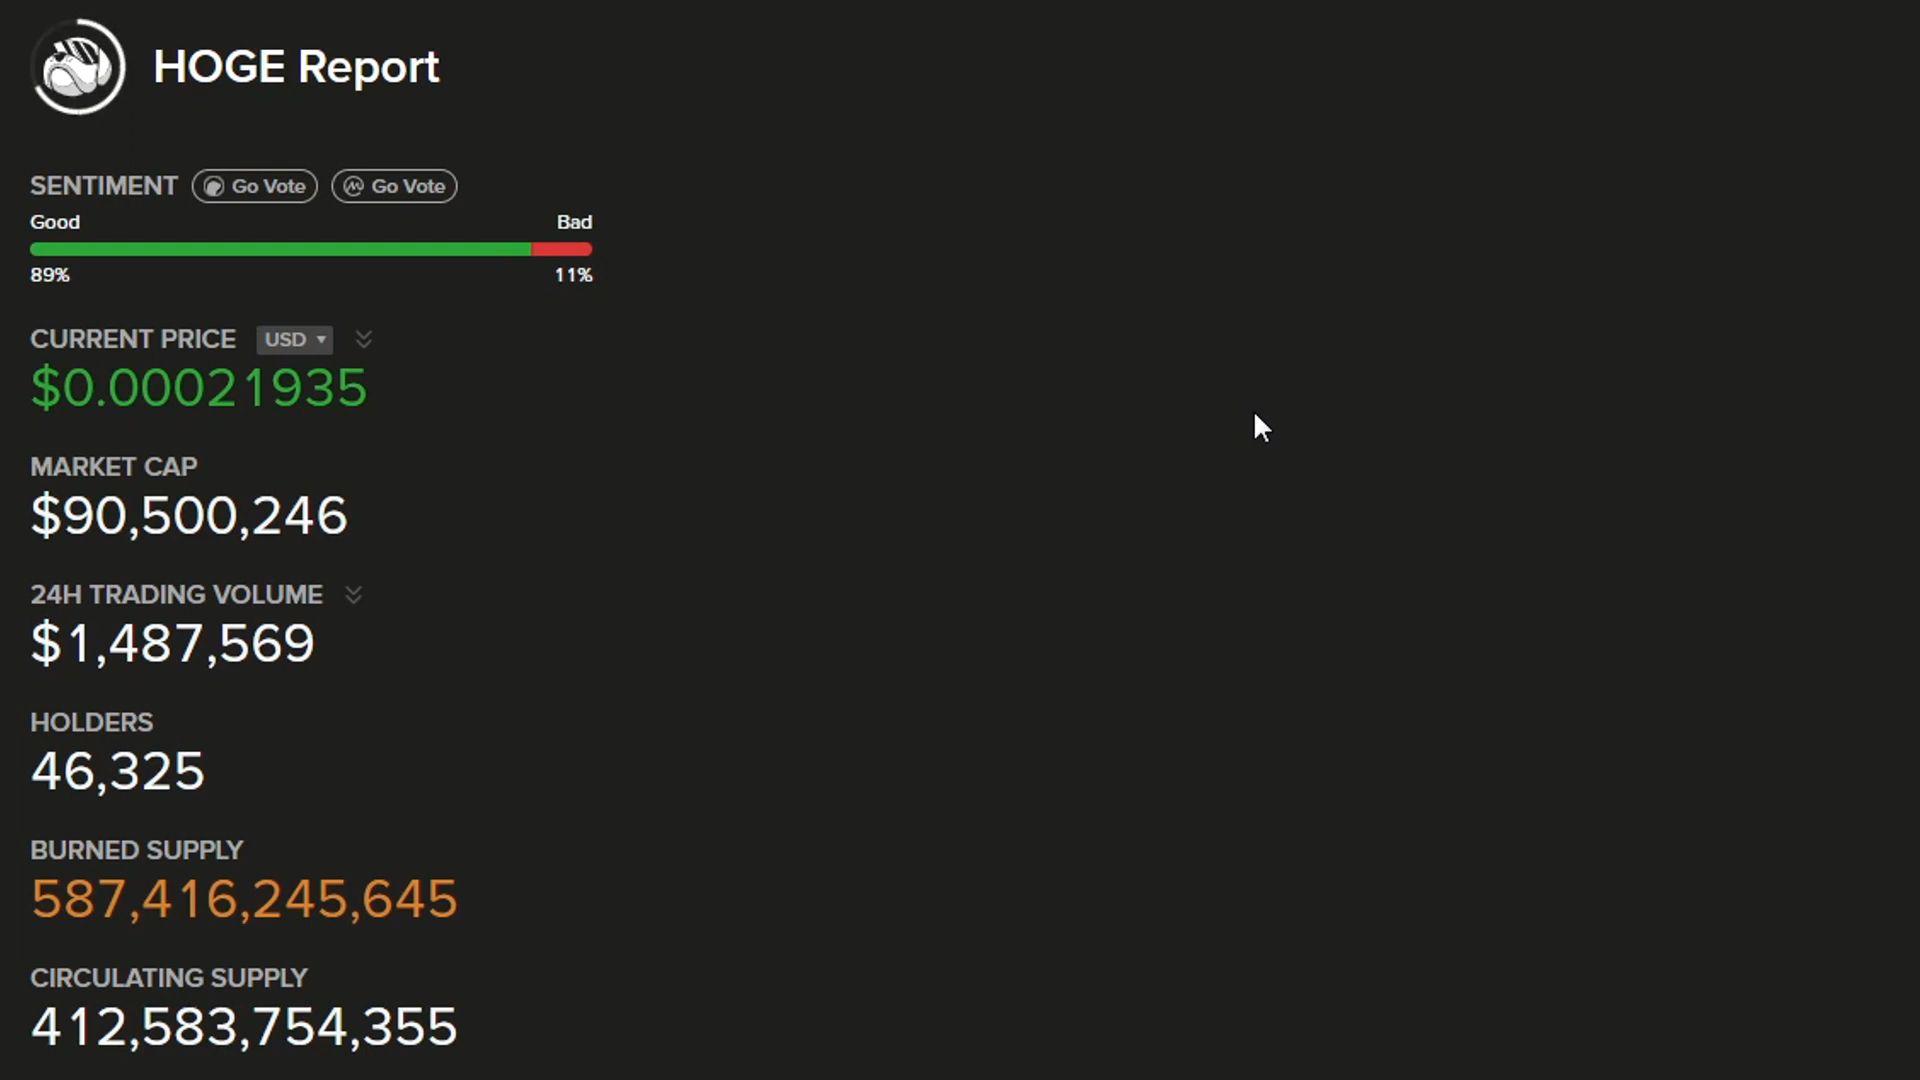 HOGE Report
SENTIMENT Go Vote Go Vote
Good Bad
89% 11%
CURRENT PRICE USD
$0.00021935
MARKET CAP
$90,500,246
24H TRADING VOLUME
$1,487,569
HOLDERS
46,325
BURNED SUPPLY
587,416,245,645
CIRCULATING SUPPLY
412,583,754,355